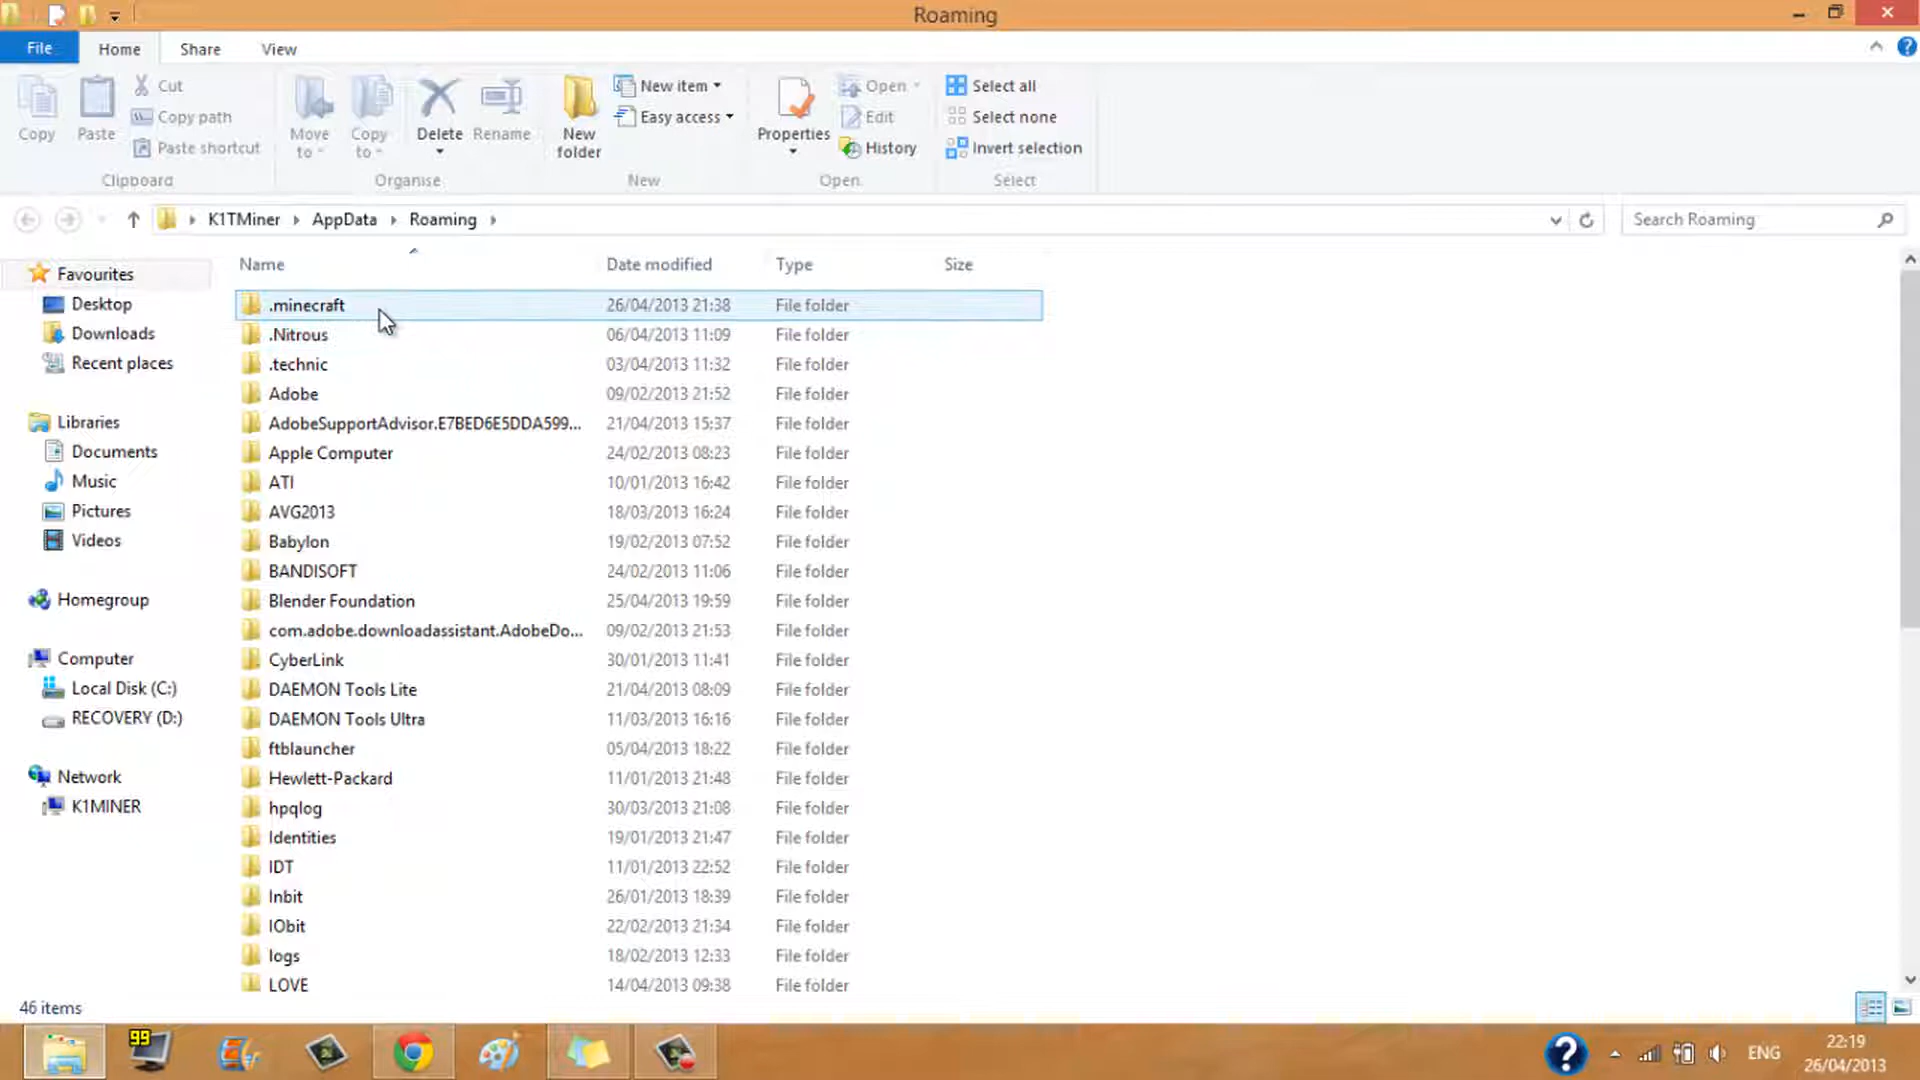 Roaming
File Home Share View
Copy
Paste
Cut
Copy path
Paste shortcut
Clipboard
Move to
Copy to
Delete
Rename
Organise
New folder
New item
Easy access
New
Properties
Open
Edit
History
Open
Select all
Select none
Invert selection
Select
K1TMiner AppData Roaming
Search Roaming
Favourites
Desktop
Downloads
Recent places
Libraries
Documents
Music
Pictures
Videos
Homegroup
Computer
Local Disk (C:)
RECOVERY (D:)
Network
K1MINER
Name Date modified Type Size
.minecraft 26/04/2013 21:38 File folder
.Nitrous 06/04/2013 11:09 File folder
.technic 03/04/2013 11:32 File folder
Adobe 09/02/2013 21:52 File folder
AdobeSupportAdvisor.E7BED6E5DDA599... 21/04/2013 15:37 File folder
Apple Computer 24/02/2013 08:23 File folder
ATI 10/01/2013 16:42 File folder
AVG2013 18/03/2013 16:24 File folder
Babylon 19/02/2013 07:52 File folder
BANDISOFT 24/02/2013 11:06 File folder
Blender Foundation 25/04/2013 19:59 File folder
com.adobe.downloadassistant.AdobeDo... 09/02/2013 21:53 File folder
CyberLink 30/01/2013 11:41 File folder
DAEMON Tools Lite 21/04/2013 08:09 File folder
DAEMON Tools Ultra 11/03/2013 16:16 File folder
ftblauncher 05/04/2013 18:22 File folder
Hewlett-Packard 11/01/2013 21:48 File folder
hpqlog 30/03/2013 21:08 File folder
Identities 19/01/2013 21:47 File folder
IDT 11/01/2013 22:52 File folder
Inbit 26/01/2013 18:39 File folder
IObit 22/02/2013 21:34 File folder
logs 18/02/2013 12:33 File folder
LOVE 14/04/2013 09:38 File folder
46 items
99
ENG
22:19
26/04/2013